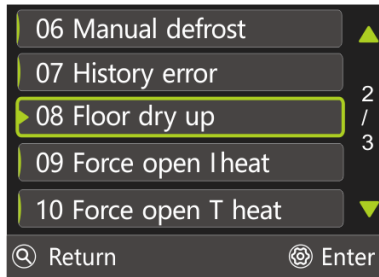 06 Manual defrost
07 History error
08 Floor dry up
09 Force open I heat
10 Force open T heat
2
/
3
Return
Enter